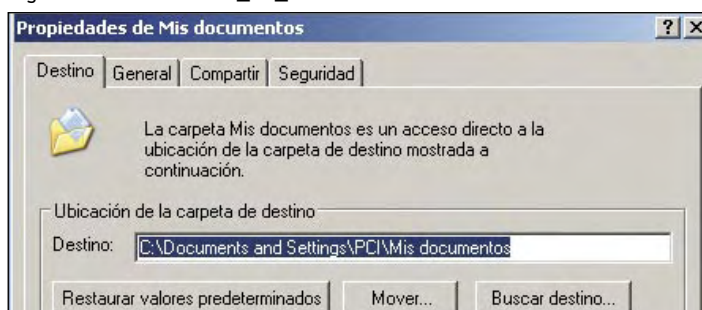 Propiedades de Mis documentos
Destino General Compartir Seguridad
La carpeta Mis documentos es un acceso directo a la
ubicación de la carpeta de destino mostrada a
continuación.
Ubicación de la carpeta de destino
Destino: C:\Documents and Settings\PCI\Mis documentos
Restaurar valores predeterminados Mover... Buscar destino...